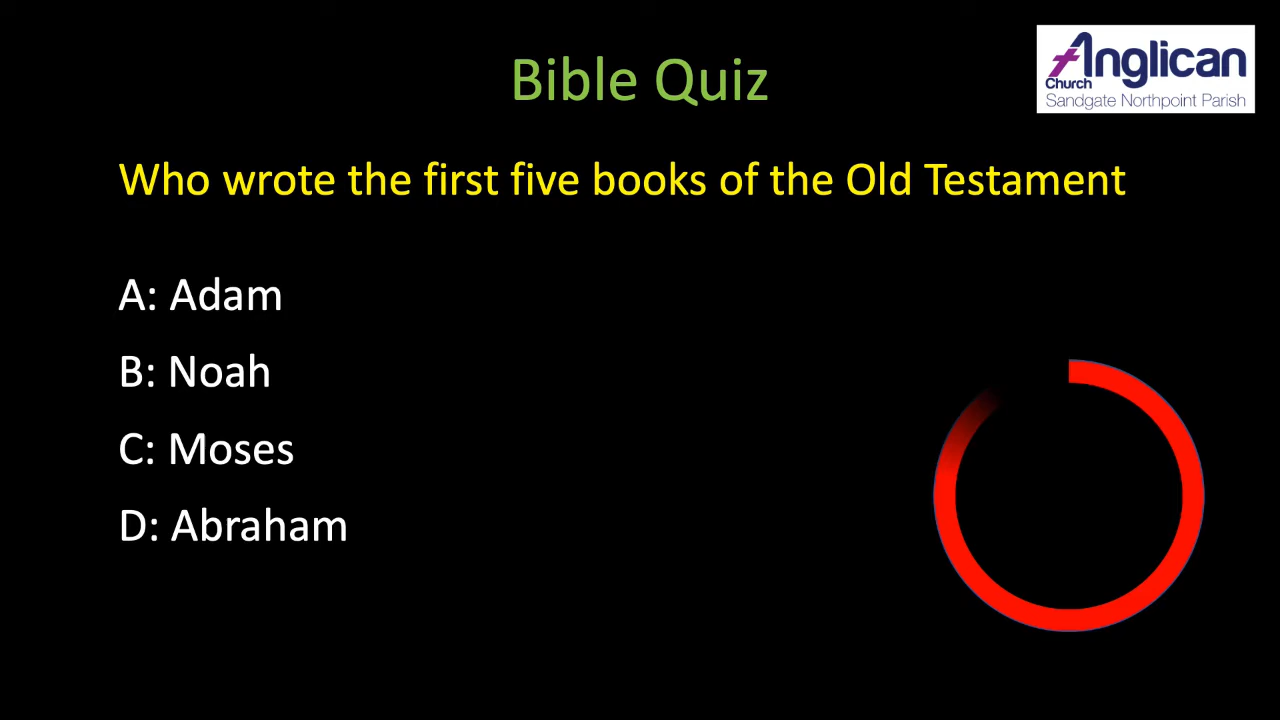 Bible Quiz
Anglican
Church
Sandgate Northpoint Parish
Who wrote the first five books of the Old Testament
A: Adam
B: Noah
C: Moses
D: Abraham